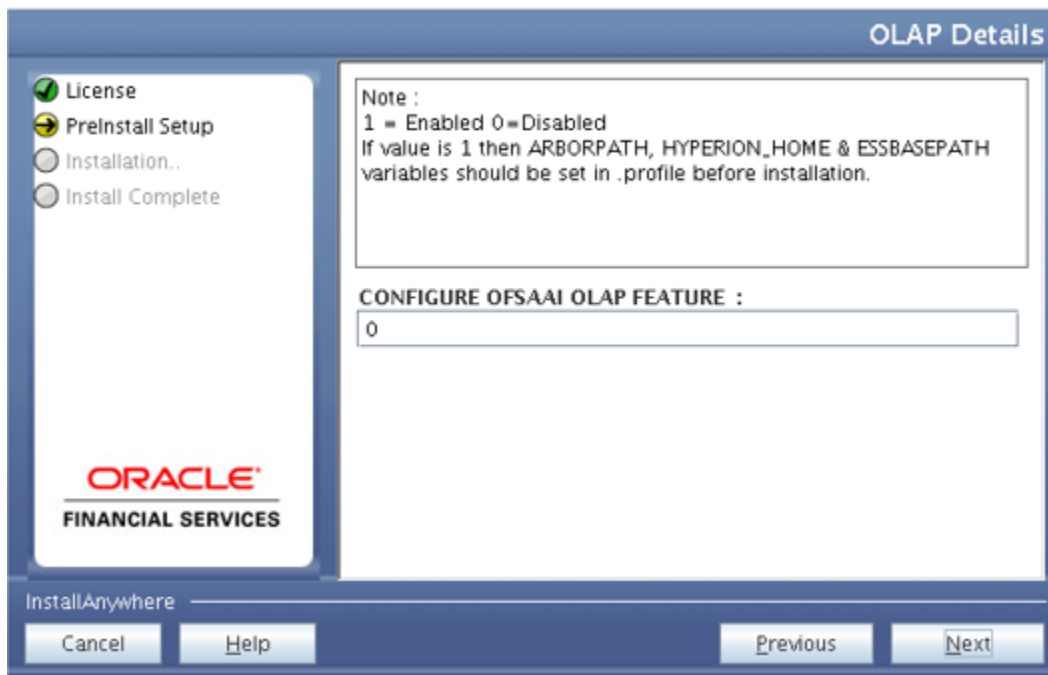 OLAP Details
License
PreInstall Setup
Installation..
Install Complete
Note :
1 = Enabled 0=Disabled
If value is 1 then ARBORPATH, HYPERION_HOME & ESSBASEPATH
variables should be set in .profile before installation.
CONFIGURE OFSAAI OLAP FEATURE :
0
ORACLE
FINANCIAL SERVICES
InstallAnywhere
Cancel Help Previous Next